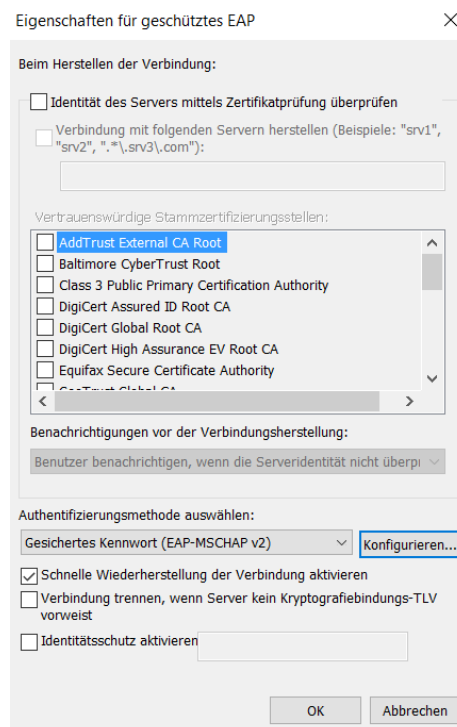 Eigenschaften für geschütztes EAP
Beim Herstellen der Verbindung:
Identität des Servers mittels Zertifikatprüfung überprüfen
Verbindung mit folgenden Servern herstellen (Beispiele: "srv1",
"srv2", ".*\.srv3\.com"):
Vertrauenswürdige Stammzertifizierungsstellen:
AddTrust External CA Root
Baltimore CyberTrust Root
Class 3 Public Primary Certification Authority
DigiCert Assured ID Root CA
DigiCert Global Root CA
DigiCert High Assurance EV Root CA
Equifax Secure Certificate Authority
GeoTrust Global CA
Benachrichtigungen vor der Verbindungsherstellung:
Benutzer benachrichtigen, wenn die Serveridentität nicht überpr
Authentifizierungsmethode auswählen:
Gesichertes Kennwort (EAP-MSCHAP v2)
Konfigurieren...
Schnelle Wiederherstellung der Verbindung aktivieren
Verbindung trennen, wenn Server kein Kryptografiebindungs-TLV
vorweist
Identitätsschutz aktivieren
OK
Abbrechen